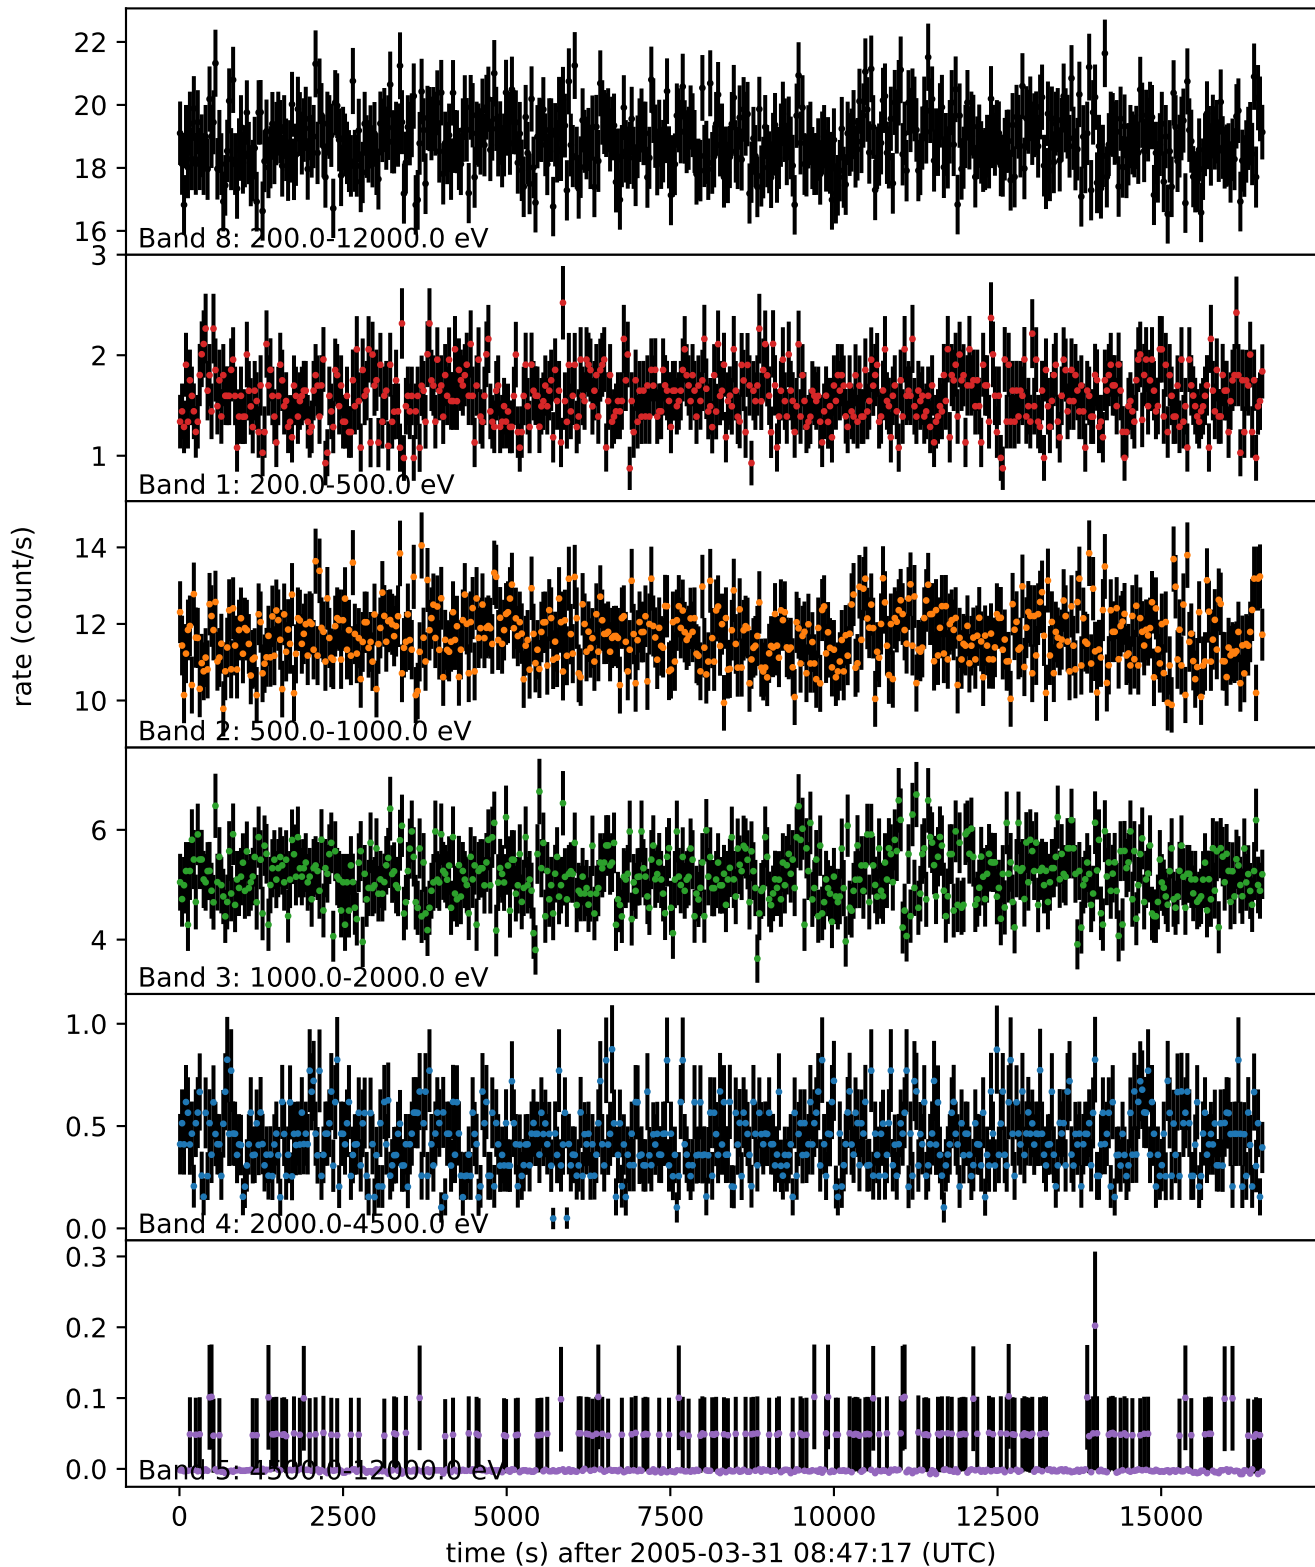 22
20
18
16
Band 8: 200.0-12000.0 eV
3
2
1
Band 1: 200.0-500.0 eV
14
12
10
Band 2: 500.0-1000.0 eV
rate (count/s)
6
4
Band 3: 1000.0-2000.0 eV
1.0
0.5
0.0
Band 4: 2000.0-4500.0 eV
0.3
0.2
0.1
0.0
Band 5: 4500.0-12000.0 eV
0 2500 5000 7500 10000 12500 15000
time (s) after 2005-03-31 08:47:17 (UTC)